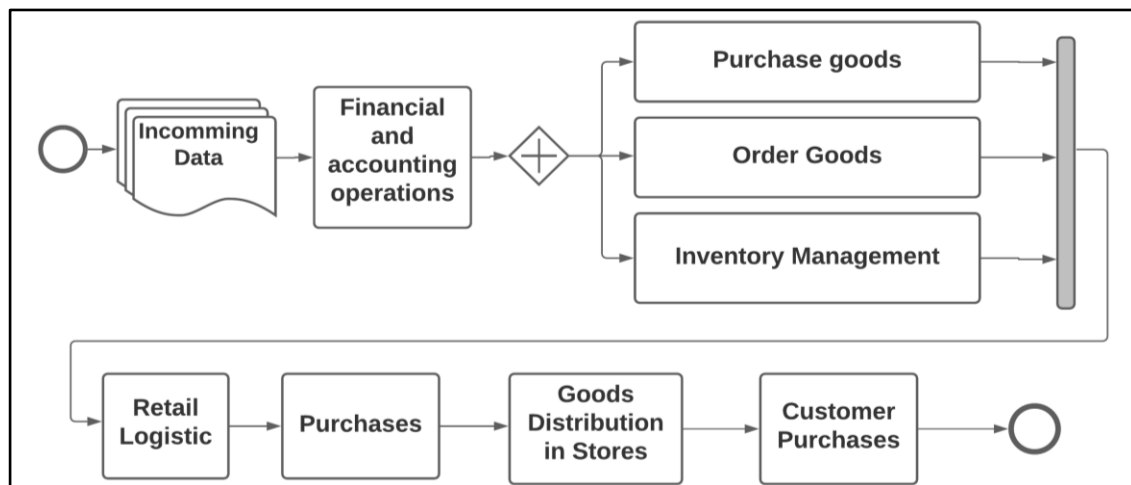 Incomming
Data
Financial
and
accounting
operations
Purchase goods
Order Goods
Inventory Management
Retail
Logistic
Purchases
Goods
Distribution
in Stores
Customer
Purchases